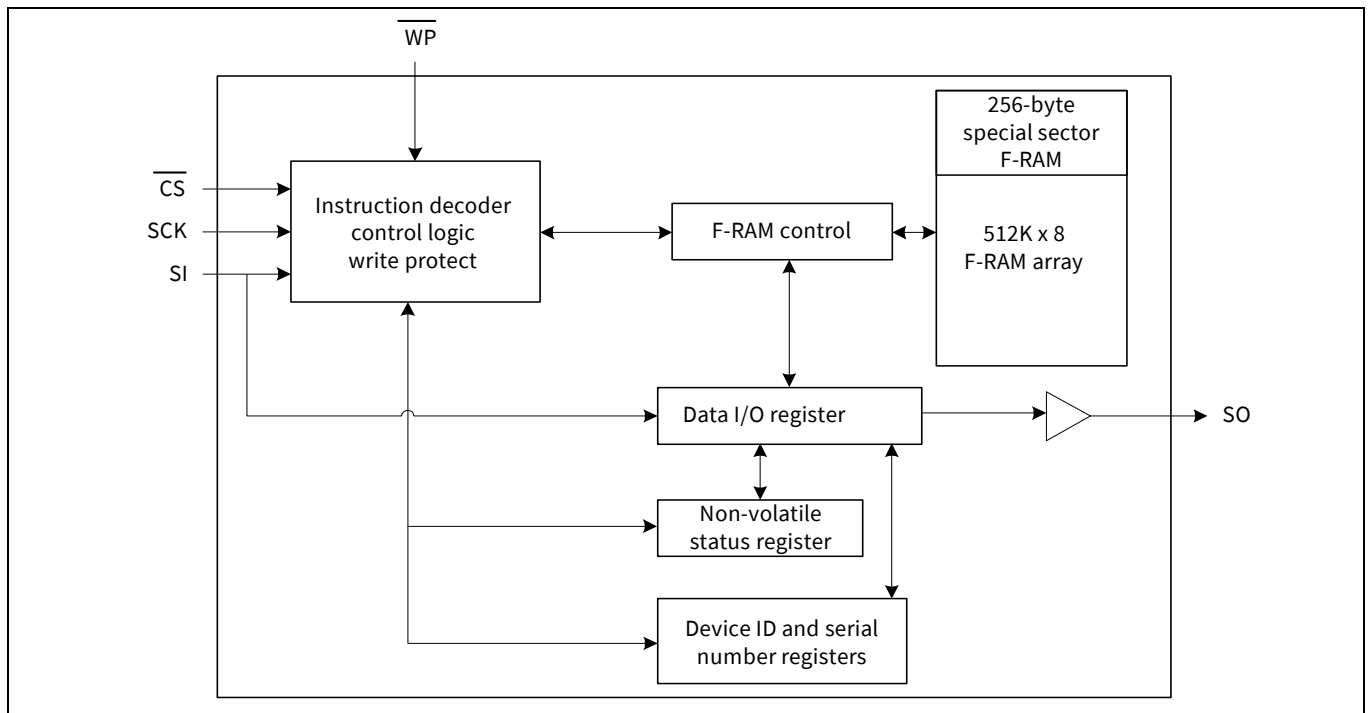 WP
256-byte
special sector
F-RAM
CS
SCK
SI
Instruction decoder
control logic
write protect
F-RAM control
512K x 8
F-RAM array
Data I/O register
SO
Non-volatile
status register
Device ID and serial
number registers